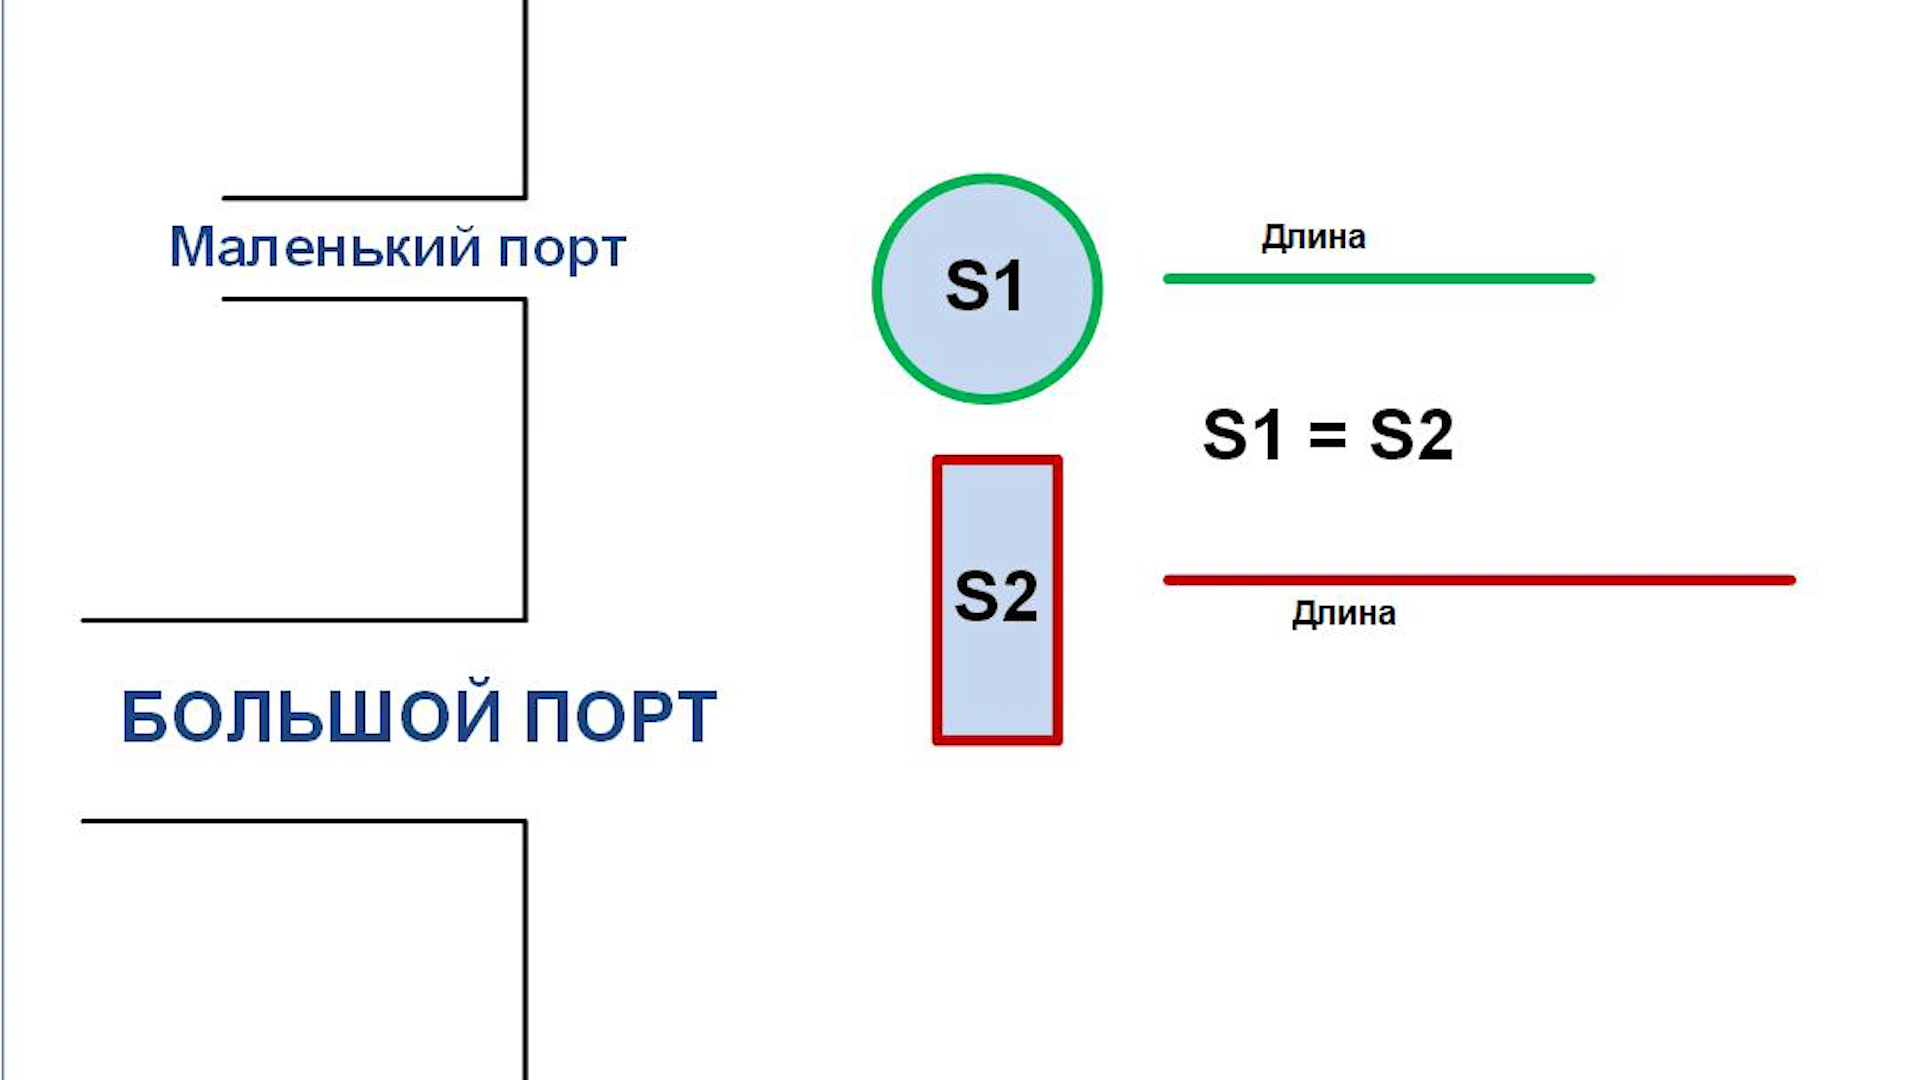 Маленький порт
БОЛЬШОЙ ПОРТ
S1
S2
Длина
S1 = S2
Длина